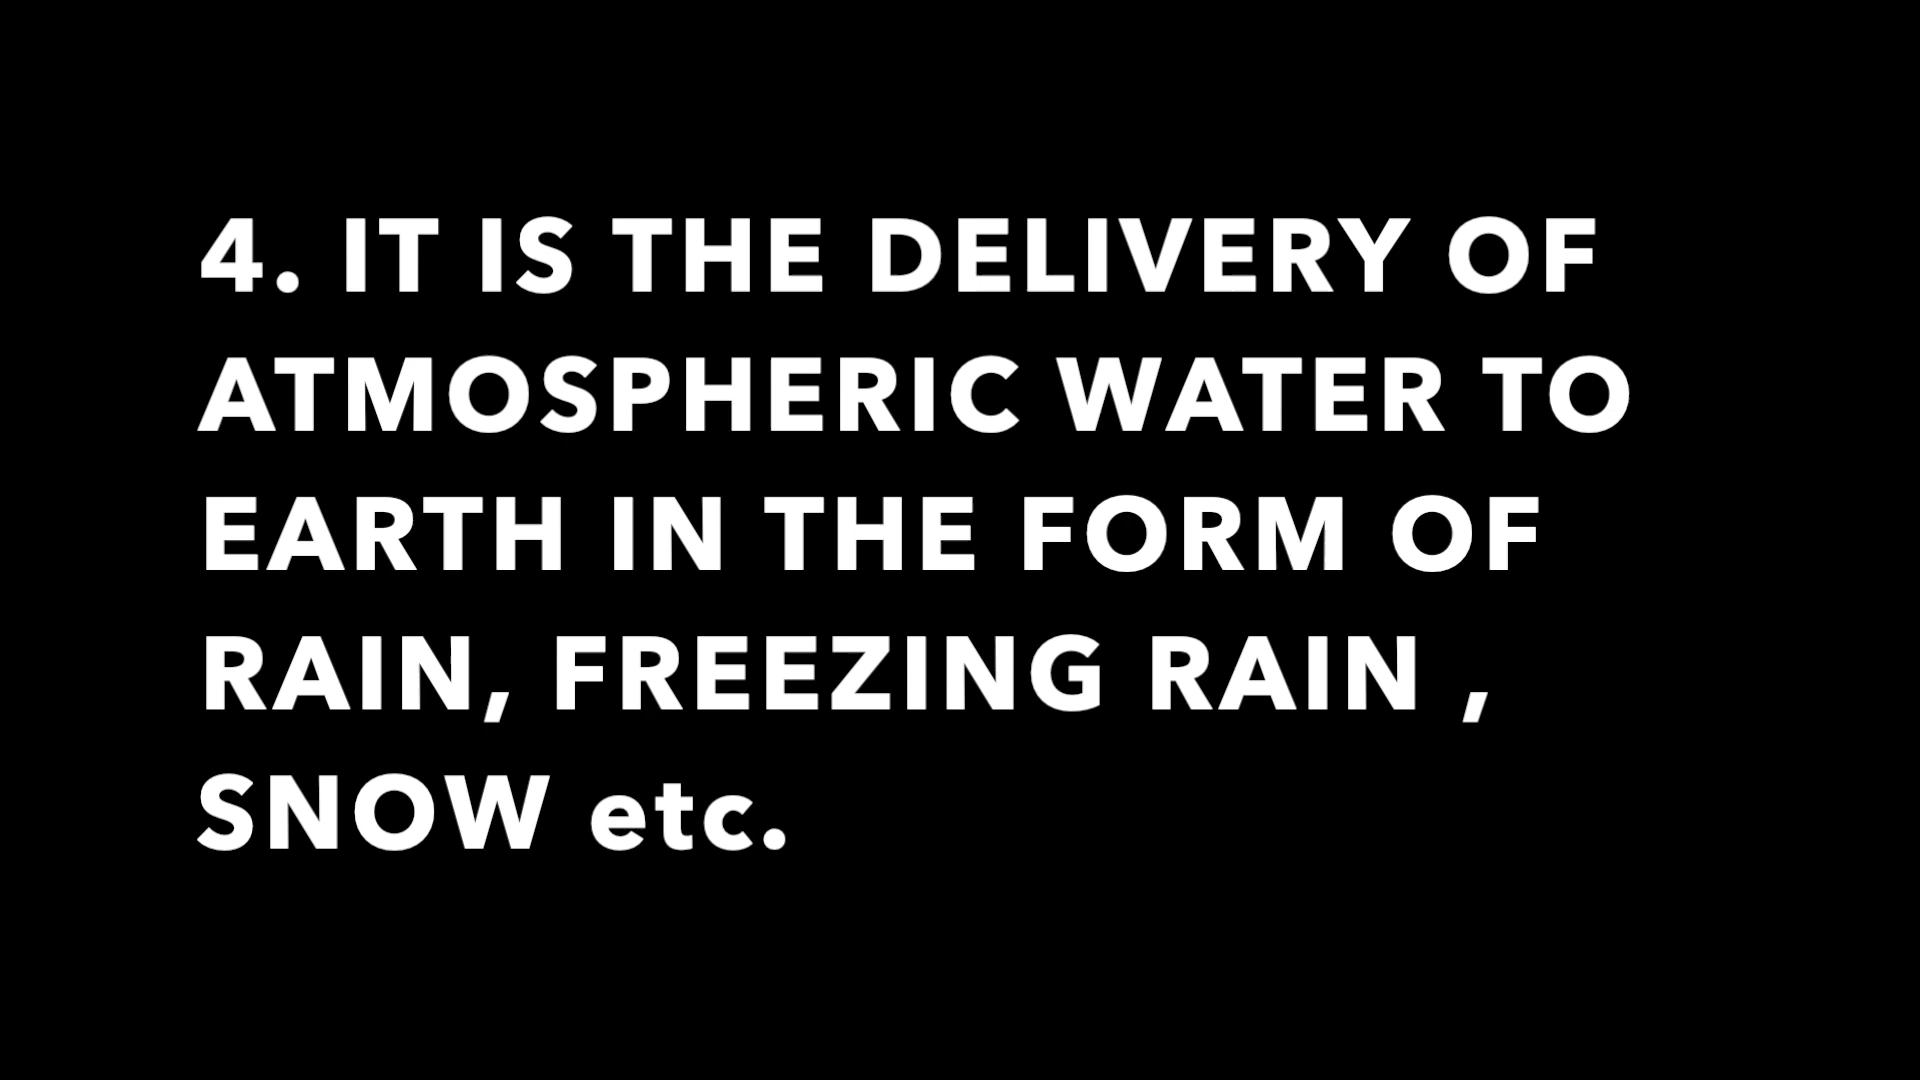 4. IT IS THE DELIVERY OF
ATMOSPHERIC WATER TO
EARTH IN THE FORM OF
RAIN, FREEZING RAIN ,
SNOW etc.